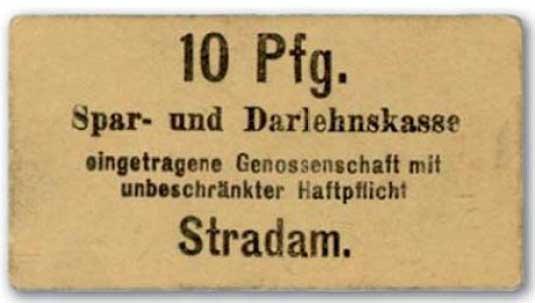 10 Pfg.
Spar- und Darlehnskasse
eingetragene Genossenschaft mit
unbeschränkter Haftpflicht
Stradam.